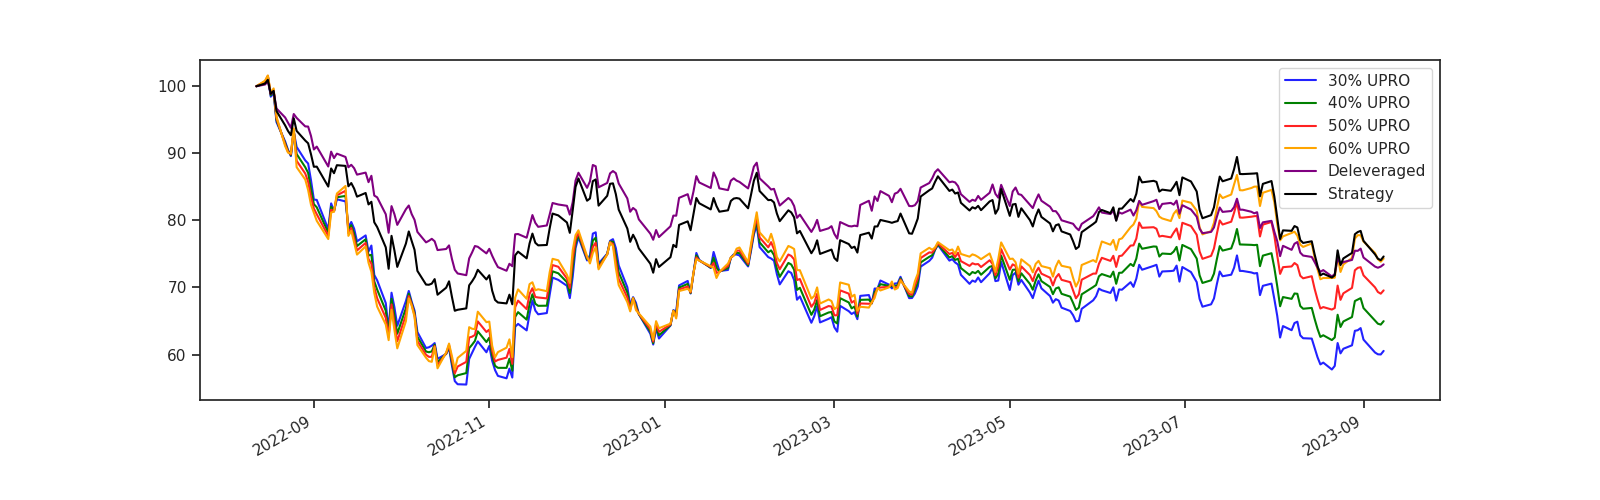 100
90
80
70
60
2022-09
2022-11
2023-01
2023-03
2023-05
2023-07
2023-09
30% UPRO
40% UPRO
50% UPRO
60% UPRO
Deleveraged
Strategy